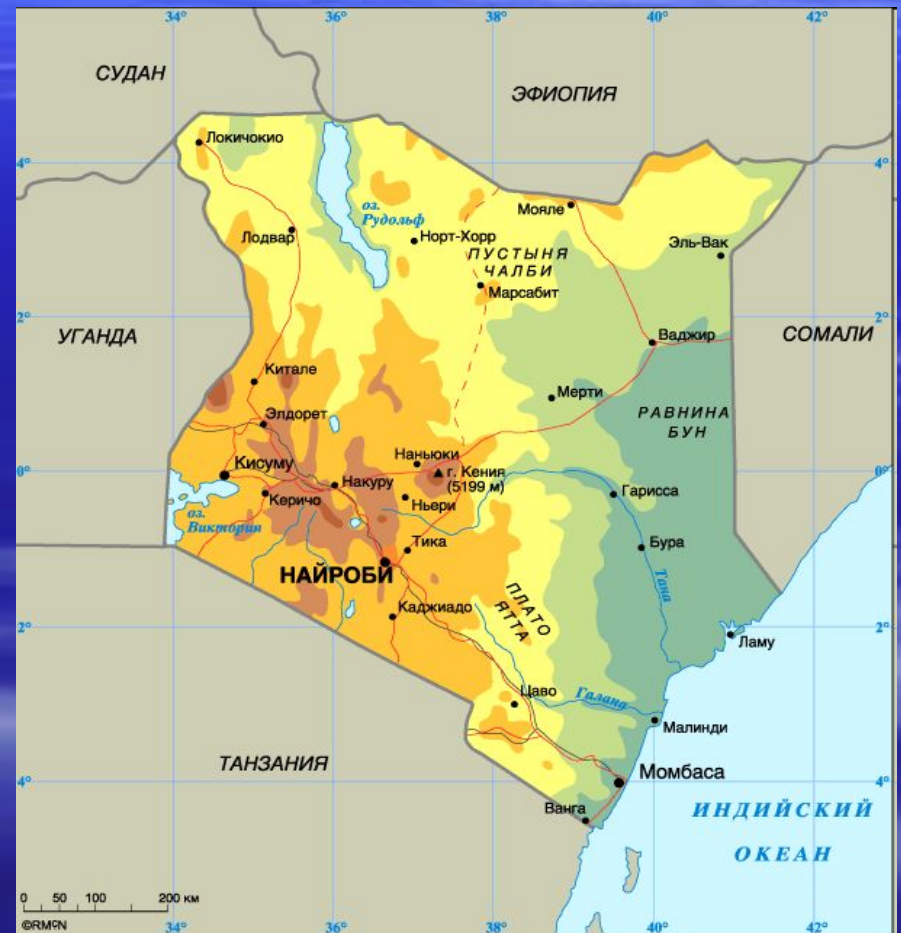 34°
36°
38°
40°
42°
СУДАН
ЭФИОПИЯ
Локичокио
4°
4°
оз.
Рудольф
Мояле
Лодвар
Норт-Хорр
Эль-Вак
ПУСТЫНЯ
ЧАЛБИ
Марсабит
2°
2°
УГАНДА
СОМАЛИ
Ваджир
Китале
Мерти
Элдорет
РАВНИНА
БУН
Наньюки
0°
0°
Кисуму
г. Кения
(5199 м)
Накуру
Гарисса
Керичо
Ньери
оз.
Виктория
Тика
Бура
НАЙРОБИ
Тана
ПЛАТО
ЯТТА
Каджиадо
2°
2°
Ламу
Цаво
Галана
Малинди
ТАНЗАНИЯ
Момбаса
4°
4°
Ванга
ИНДИЙСКИЙ
ОКЕАН
0 50 100 200 км
©RMCN
34°
36°
38°
40°
42°